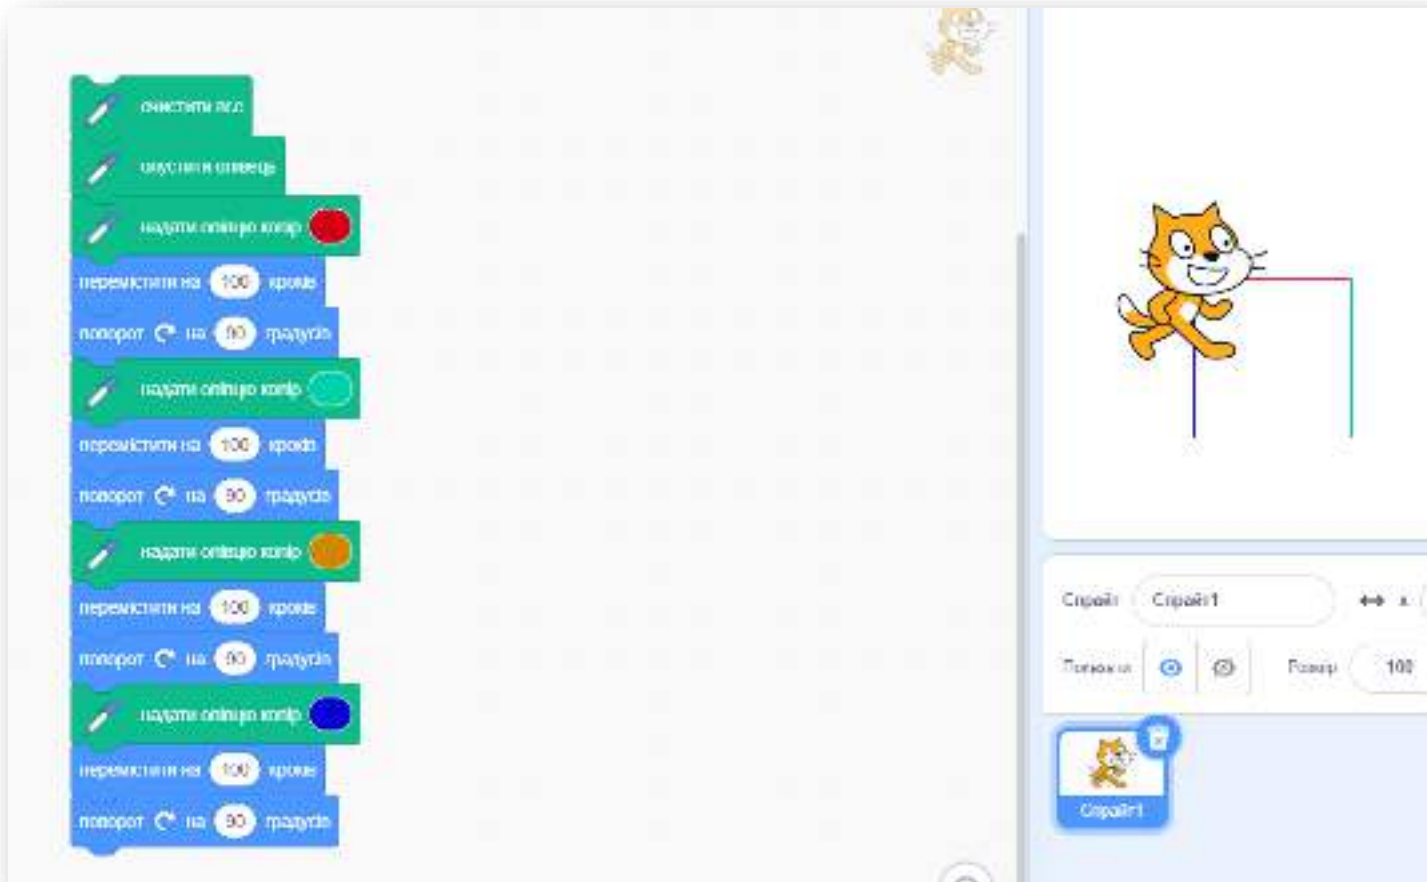 очистити все
опустити олівець
надати олівцю колір
перемістити на 100 кроків
поворот на 90 градусів
надати олівцю колір
перемістити на 100 кроків
поворот на 90 градусів
надати олівцю колір
перемістити на 100 кроків
поворот на 90 градусів
надати олівцю колір
перемістити на 100 кроків
поворот на 90 градусів
Спрайт Спрайт1 x
Розмір 100
Спрайт1